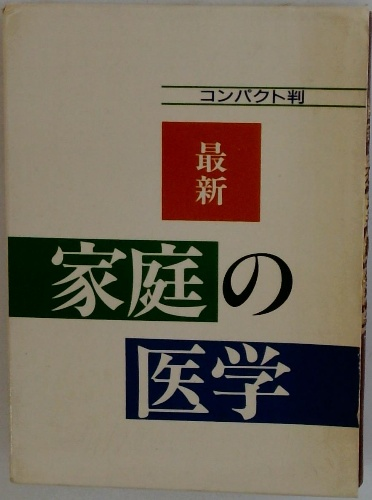 コンパクト判
最新
家庭の
医学